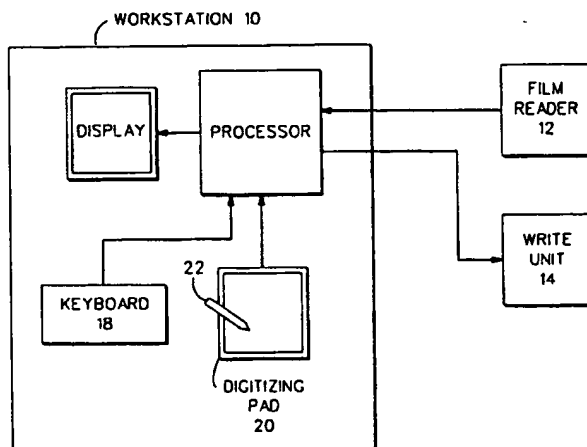 WORKSTATION 10
DISPLAY
PROCESSOR
FILM
READER
12
WRITE
UNIT
14
KEYBOARD
18
22
DIGITIZING
PAD
20